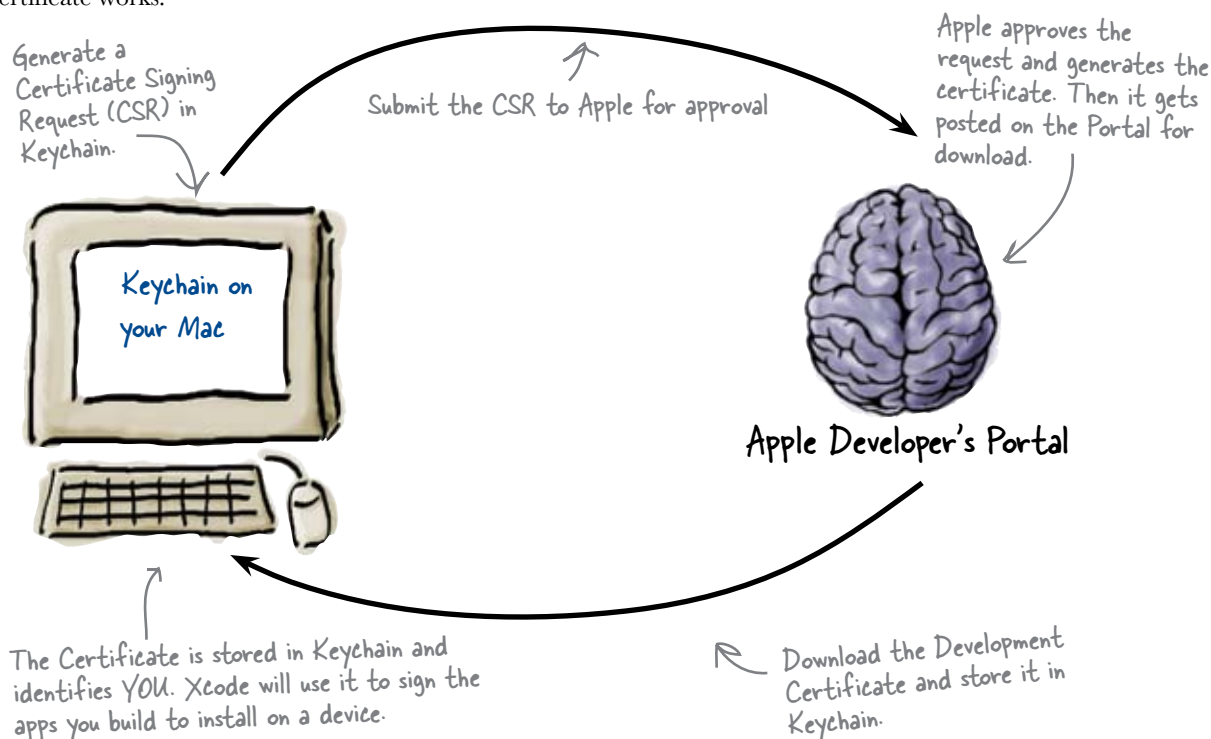 ertificate works.
Generate a
Certificate Signing
Request (CSR) in
Keychain.
Submit the CSR to Apple for approval
Apple approves the
request and generates the
certificate. Then it gets
posted on the Portal for
download.
Keychain on
your Mac
Apple Developer's Portal
The Certificate is stored in Keychain and
identifies YOU. Xcode will use it to sign the
apps you build to install on a device.
Download the Development
Certificate and store it in
Keychain.